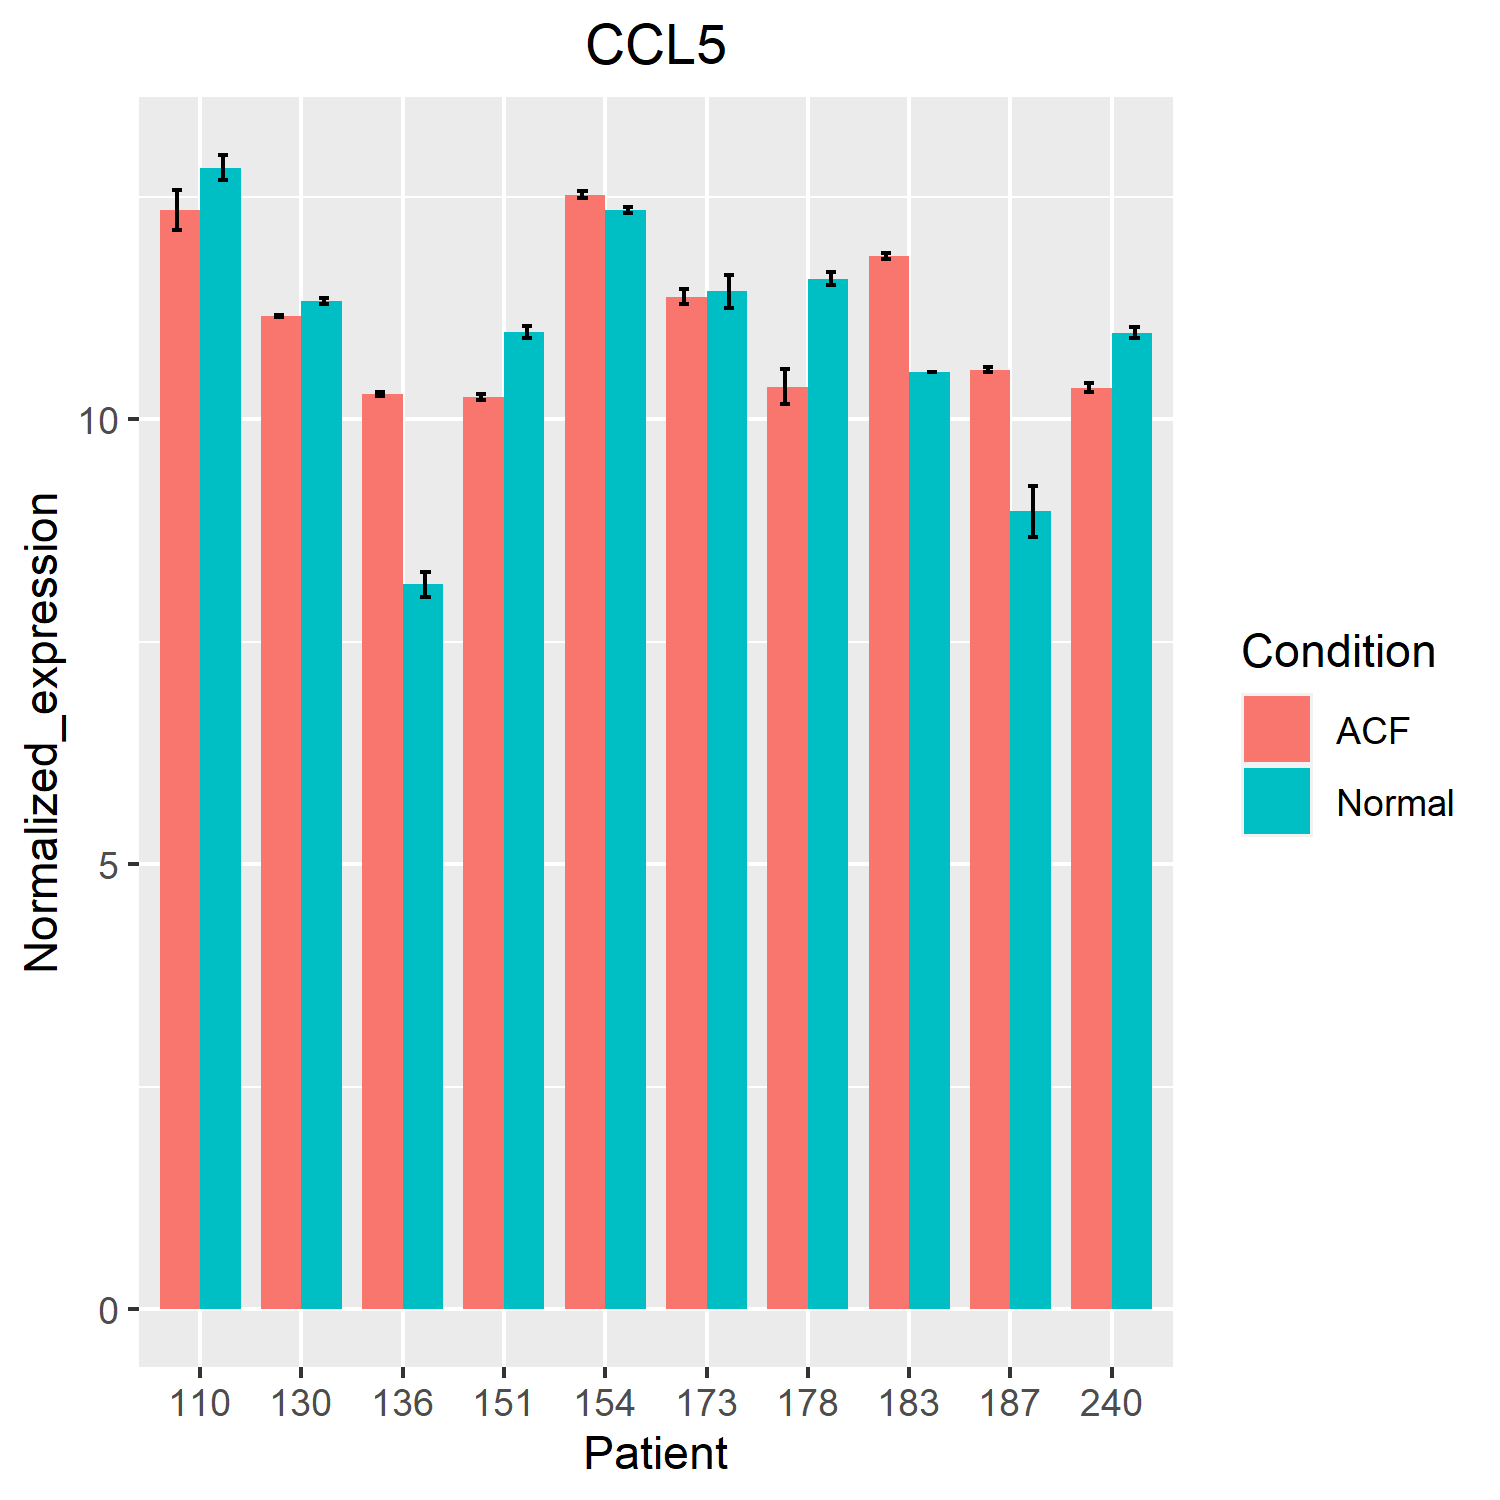 CCL5
Normalized_expression
10
5
0
110 130 136 151 154 173 178 183 187 240
Patient
Condition
ACF
Normal